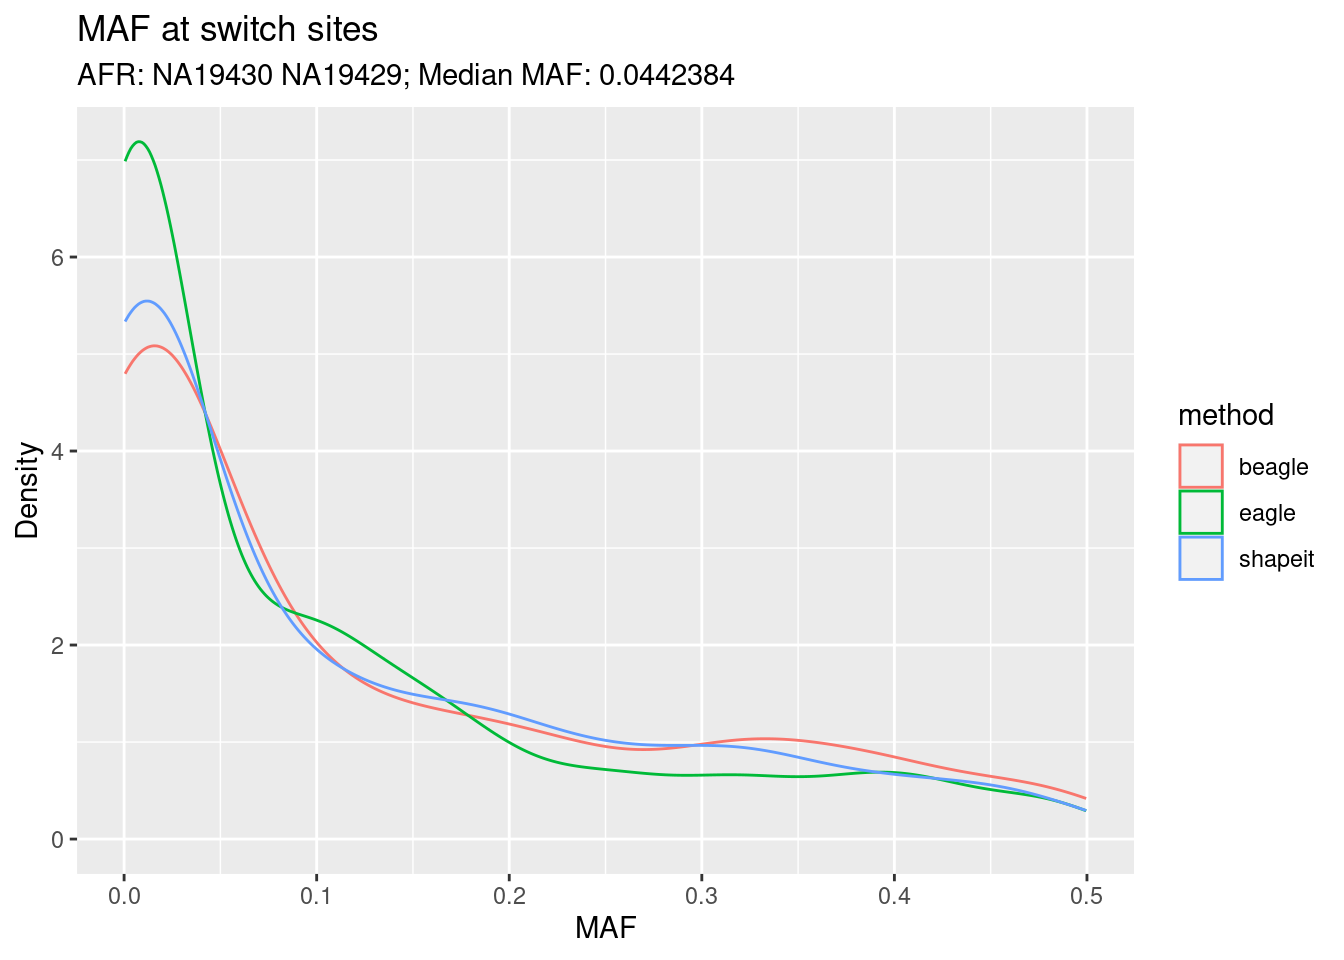 MAF at switch sites
AFR: NA19430 NA19429; Median MAF: 0.0442384
Density
6
4
2
0
0.0 0.1 0.2 0.3 0.4 0.5
MAF
method
beagle
eagle
shapeit